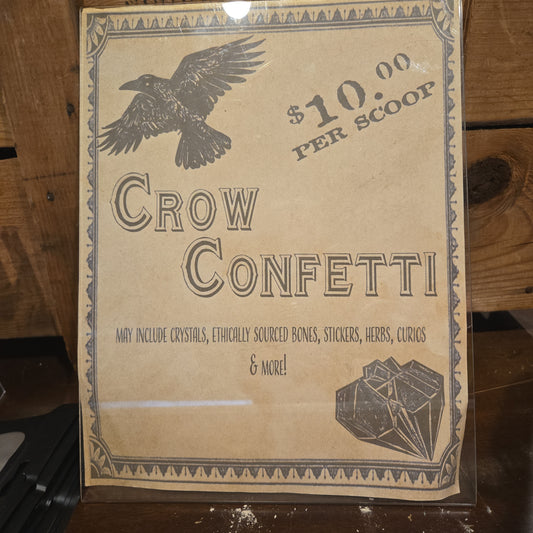 $10.00
PER SCOOP
CROW
CONFETTI
MAY INCLUDE CRYSTALS, ETHICALLY SOURCED BONES, STICKERS, HERBS, CURIOS
& MORE!